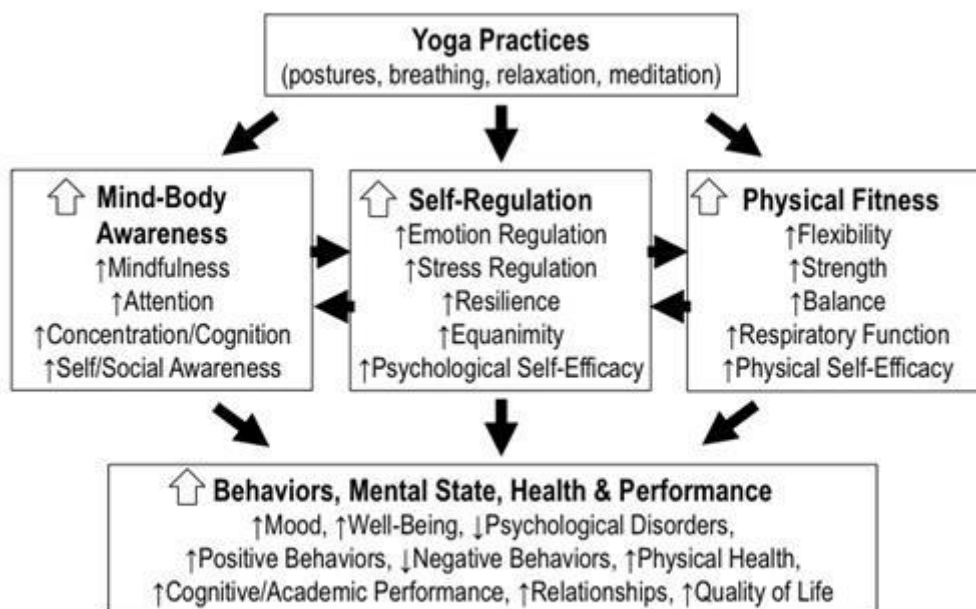 Yoga Practices
(postures, breathing, relaxation, meditation)
Mind-Body
Awareness
↑Mindfulness
↑Attention
↑Concentration/Cognition
↑Self/Social Awareness
Self-Regulation
↑Emotion Regulation
↑Stress Regulation
↑Resilience
↑Equanimity
↑Psychological Self-Efficacy
Physical Fitness
↑Flexibility
↑Strength
↑Balance
↑Respiratory Function
↑Physical Self-Efficacy
Behaviors, Mental State, Health & Performance
↑Mood, ↑Well-Being, ↓Psychological Disorders,
↑Positive Behaviors, ↓Negative Behaviors, ↑Physical Health,
↑Cognitive/Academic Performance, ↑Relationships, ↑Quality of Life